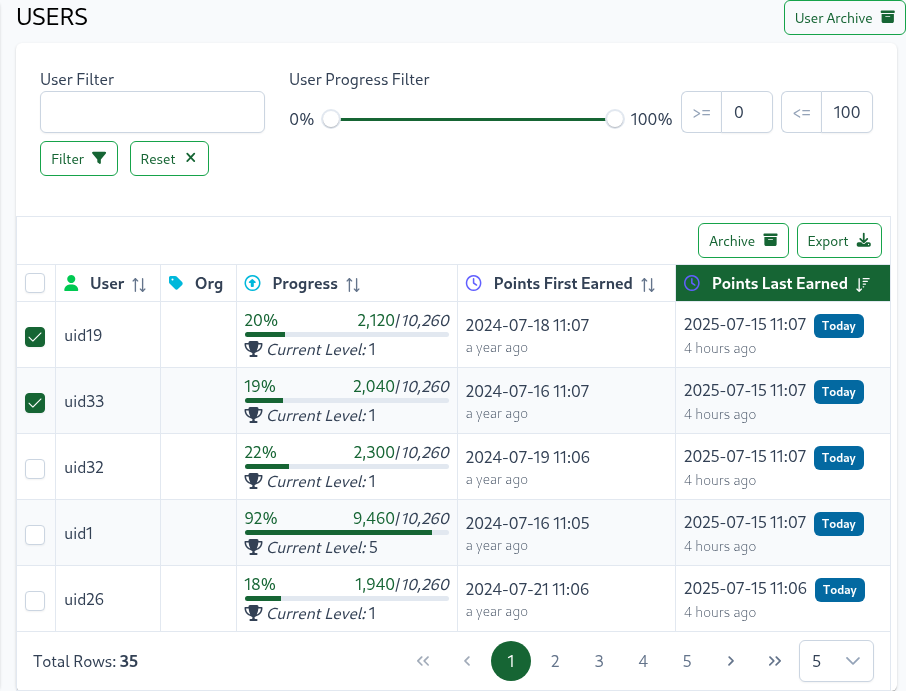 USERS
User Archive
User Filter
User Progress Filter
0%
100%
>= 0
<= 100
Filter
Reset
Archive
Export
User Org Progress Points First Earned Points Last Earned
uid19 20% 2,120/10,260 2024-07-18 11:07 2025-07-15 11:07 Today
Current Level: 1 a year ago 4 hours ago
uid33 19% 2,040/10,260 2024-07-16 11:07 2025-07-15 11:07 Today
Current Level: 1 a year ago 4 hours ago
uid32 22% 2,300/10,260 2024-07-19 11:06 2025-07-15 11:07 Today
Current Level: 1 a year ago 4 hours ago
uid1 92% 9,460/10,260 2024-07-16 11:05 2025-07-15 11:07 Today
Current Level: 5 a year ago 4 hours ago
uid26 18% 1,940/10,260 2024-07-21 11:06 2025-07-15 11:06 Today
Current Level: 1 a year ago 4 hours ago
Total Rows: 35 « ‹ 1 2 3 4 5 › » 5